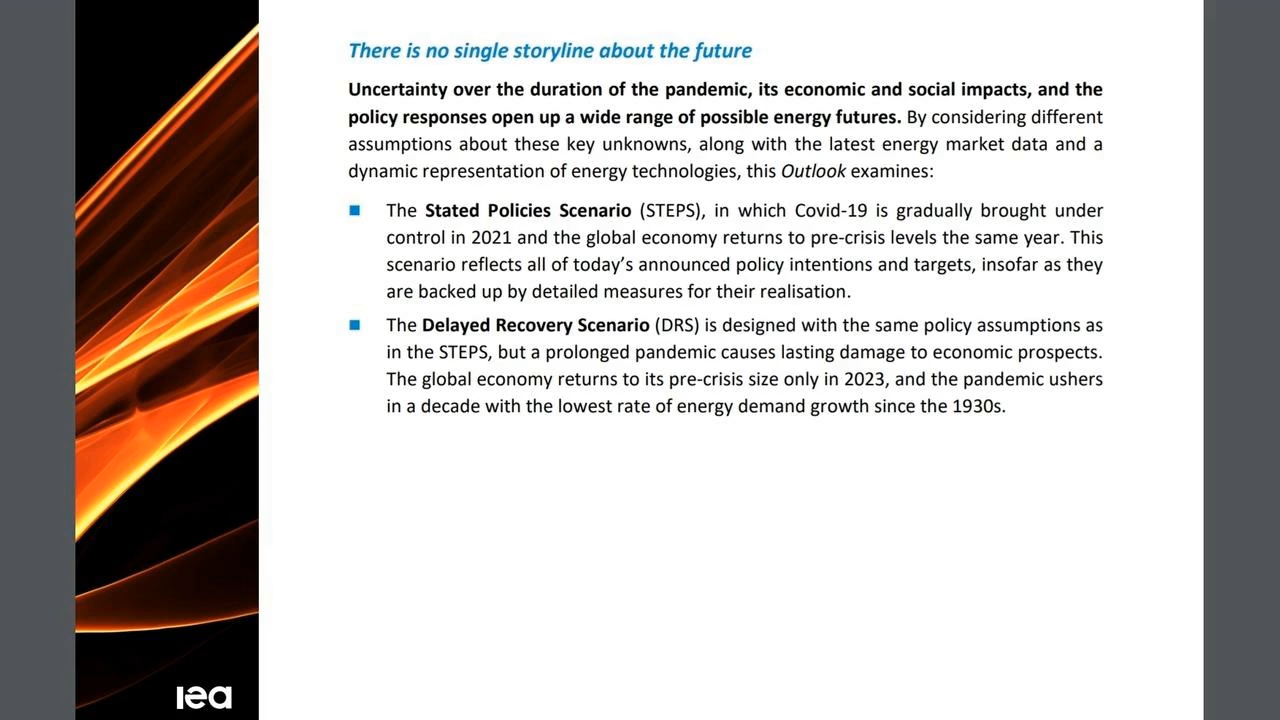 There is no single storyline about the future
Uncertainty over the duration of the pandemic, its economic and social impacts, and the
policy responses open up a wide range of possible energy futures. By considering different
assumptions about these key unknowns, along with the latest energy market data and a
dynamic representation of energy technologies, this Outlook examines:
The Stated Policies Scenario (STEPS), in which Covid-19 is gradually brought under
control in 2021 and the global economy returns to pre-crisis levels the same year. This
scenario reflects all of today’s announced policy intentions and targets, insofar as they
are backed up by detailed measures for their realisation.
The Delayed Recovery Scenario (DRS) is designed with the same policy assumptions as
in the STEPS, but a prolonged pandemic causes lasting damage to economic prospects.
The global economy returns to its pre-crisis size only in 2023, and the pandemic ushers
in a decade with the lowest rate of energy demand growth since the 1930s.
iea